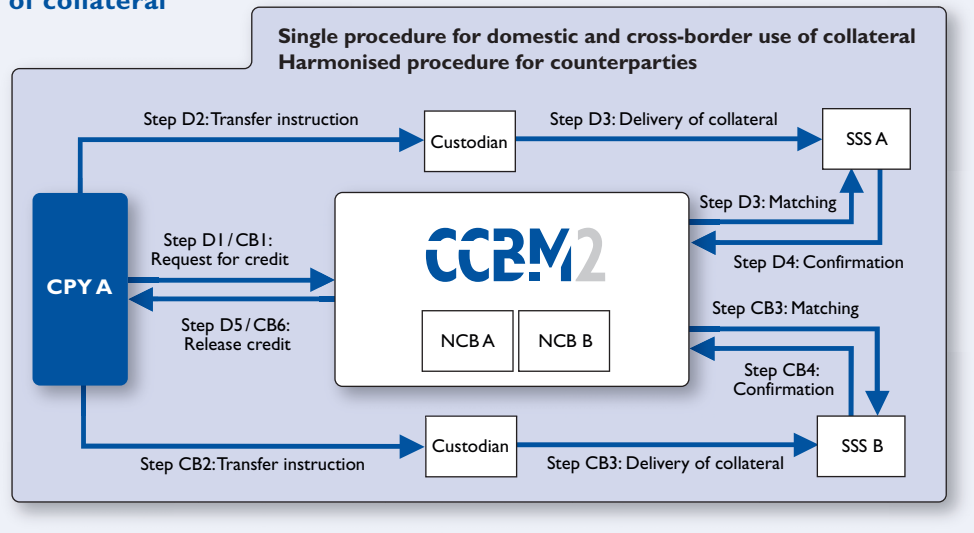 of collateral
Single procedure for domestic and cross-border use of collateral
Harmonised procedure for counterparties
Step D2: Transfer instruction
Custodian
Step D3: Delivery of collateral
SSS A
Step D3: Matching
Step D4: Confirmation
CPY A
Step D1/CB1:
Request for credit
Step D5/CB6:
Release credit
CCBM2
NCB A
NCB B
Step CB3: Matching
Step CB4:
Confirmation
Step CB2: Transfer instruction
Custodian
Step CB3: Delivery of collateral
SSS B